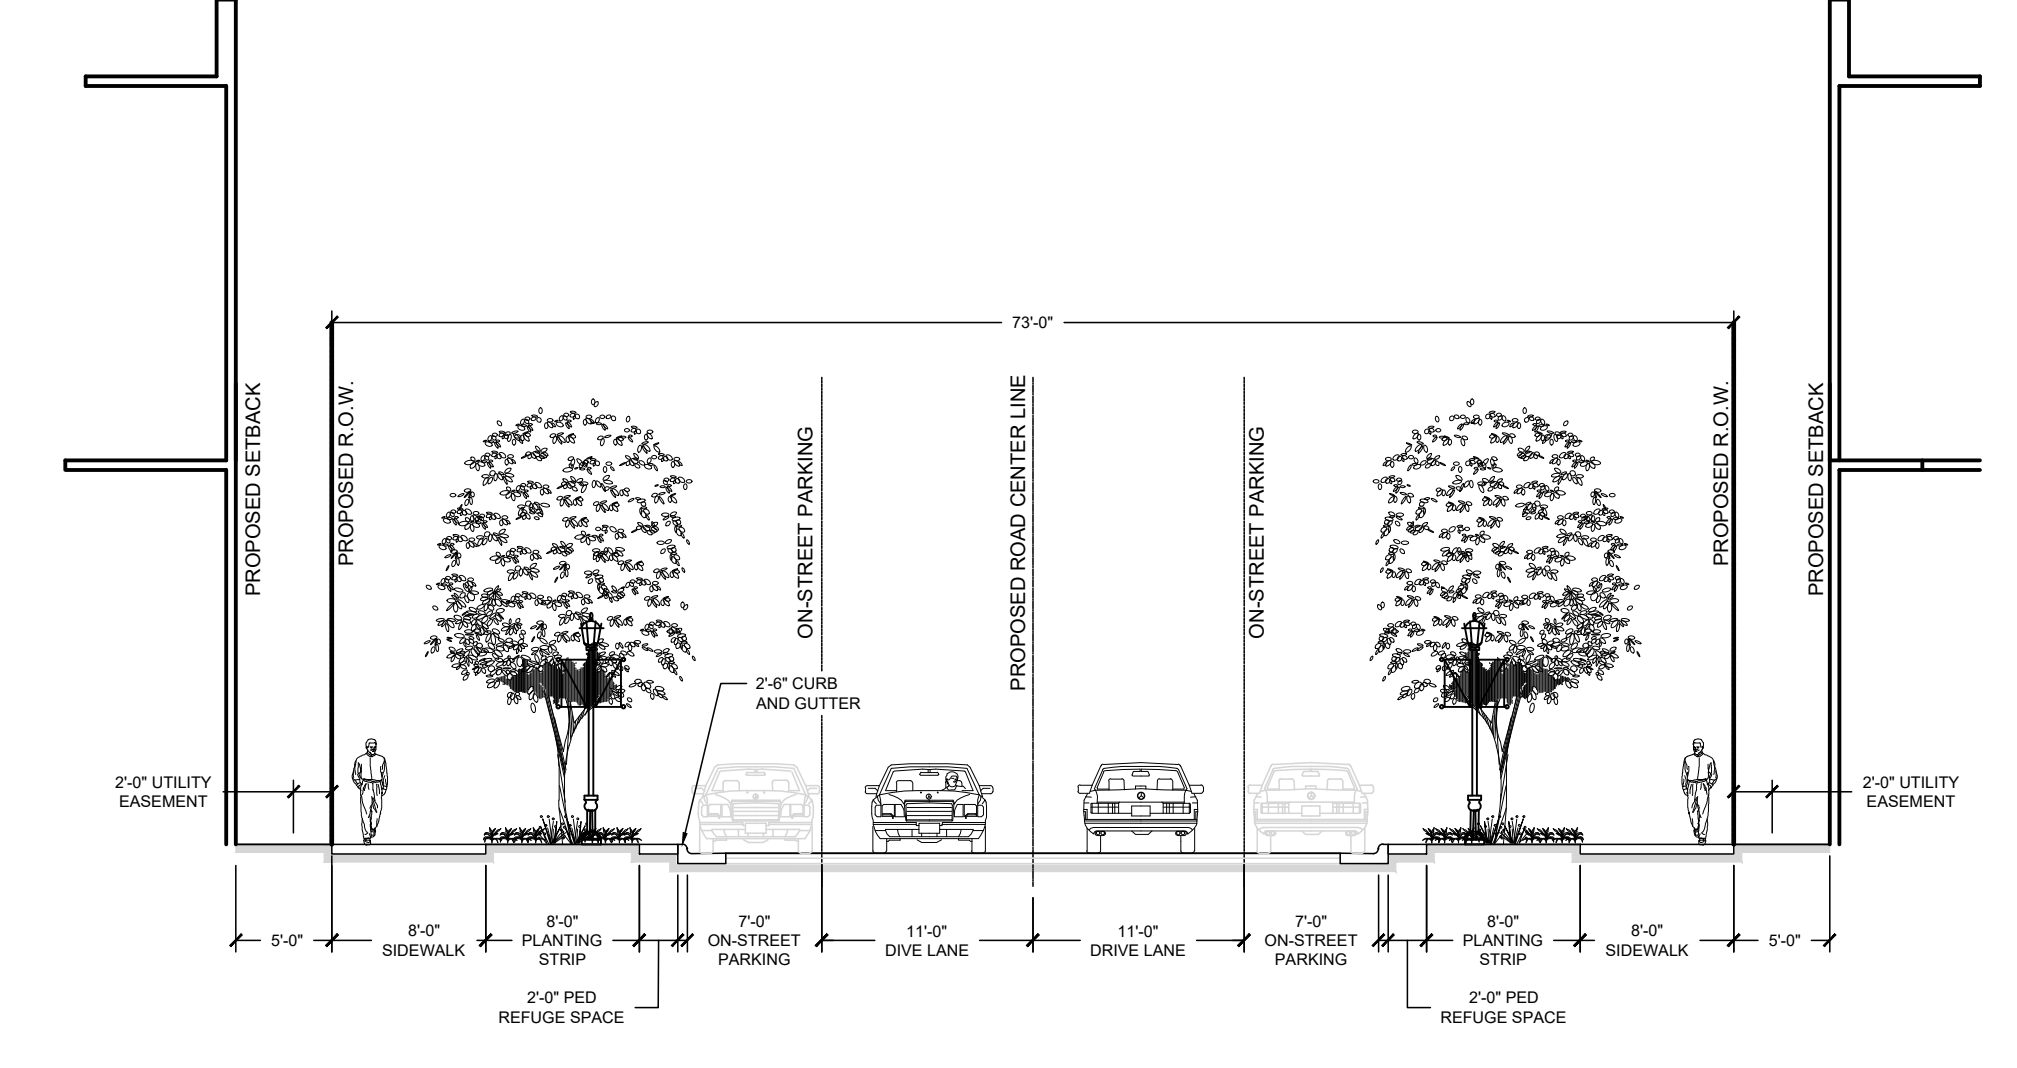 73'-0"
PROPOSED SETBACK
PROPOSED R.O.W.
ON-STREET PARKING
PROPOSED ROAD CENTER LINE
ON-STREET PARKING
PROPOSED R.O.W.
PROPOSED SETBACK
2'-6" CURB
AND GUTTER
2'-0" UTILITY
EASEMENT
2'-0" UTILITY
EASEMENT
5'-0"
8'-0"
SIDEWALK
8'-0"
PLANTING
STRIP
7'-0"
ON-STREET
PARKING
11'-0"
DIVE LANE
11'-0"
DRIVE LANE
7'-0"
ON-STREET
PARKING
8'-0"
PLANTING
STRIP
8'-0"
SIDEWALK
5'-0"
2'-0" PED
REFUGE SPACE
2'-0" PED
REFUGE SPACE